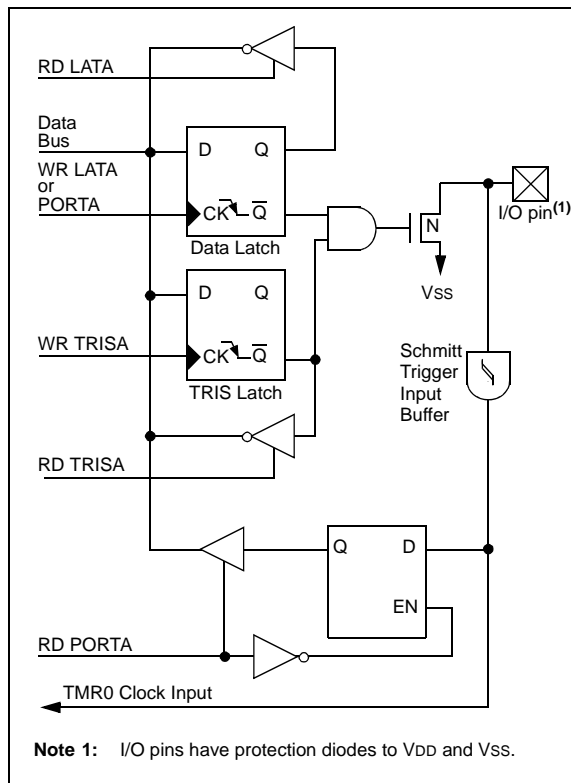 RD LATA
Data
Bus
WR LATA
or
PORTA
D Q
CK Q
Data Latch
N
I/O pin(1)
VSS
D Q
WR TRISA
CK Q
TRIS Latch
Schmitt
Trigger
Input
Buffer
RD TRISA
Q D
EN
RD PORTA
TMR0 Clock Input
Note 1: I/O pins have protection diodes to VDD and VSS.